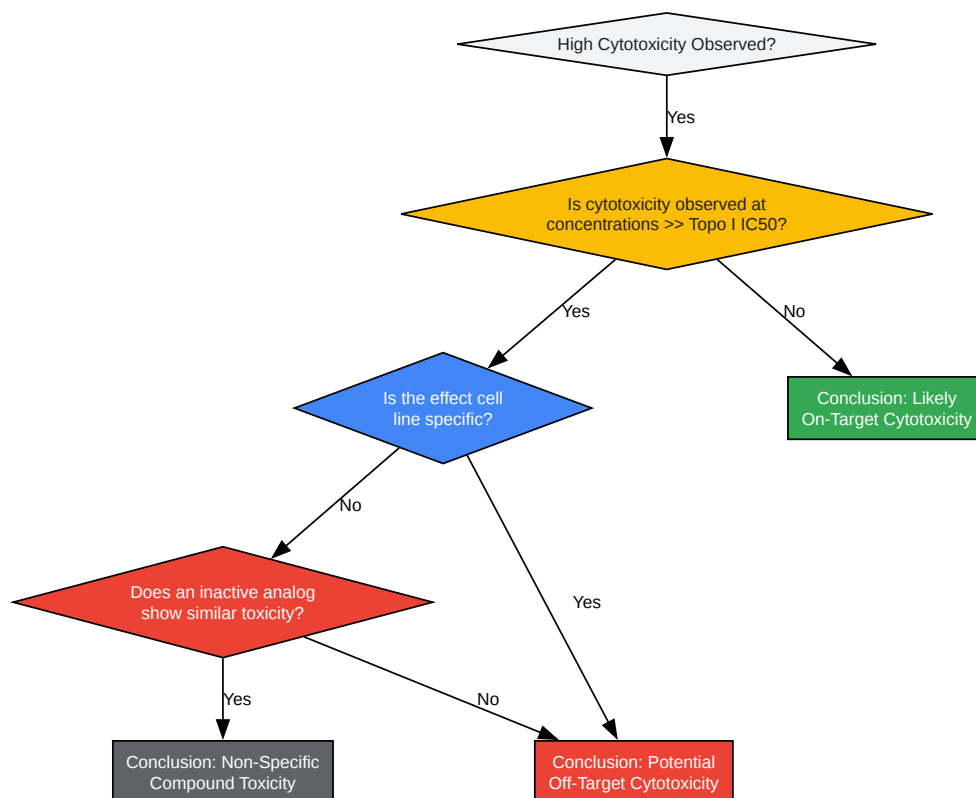 High Cytotoxicity Observed?
Yes
Is cytotoxicity observed at
concentrations >> Topo I IC50?
Yes
No
Is the effect cell
line specific?
Conclusion: Likely
On-Target Cytotoxicity
No
Yes
Does an inactive analog
show similar toxicity?
Yes
No
Conclusion: Non-Specific
Compound Toxicity
Conclusion: Potential
Off-Target Cytotoxicity